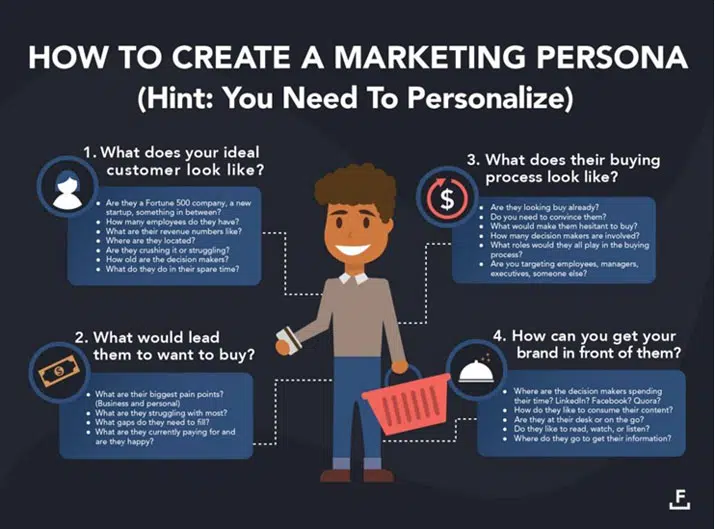 HOW TO CREATE A MARKETING PERSONA
(Hint: You Need To Personalize)
1. What does your ideal
customer look like?
• Are they a Fortune 500 company, a new
startup, something in between?
• How many employees do they have?
• What are their revenue numbers like?
• Where are they located?
• Are they crushing it or struggling?
• How old are the decision makers?
• What do they do in their spare time?
2. What would lead
them to want to buy?
• What are their biggest pain points?
(Business and personal)
• What are they struggling with most?
• What gaps do they need to fill?
• What are they currently paying for and
are they happy?
3. What does their buying
process look like?
$
• Are they looking buy already?
• Do you need to convince them?
• What would make them hesitant to buy?
• How many decision makers are involved?
• What roles would they all play in the buying
process?
• Are you targeting employees, managers,
executives, someone else?
4. How can you get your
brand in front of them?
• Where are the decision makers spending
their time? LinkedIn? Facebook? Quora?
• How do they like to consume their content?
• Are they at their desk or on the go?
• Do they like to read, watch, or listen?
• Where do they go to get their information?
F